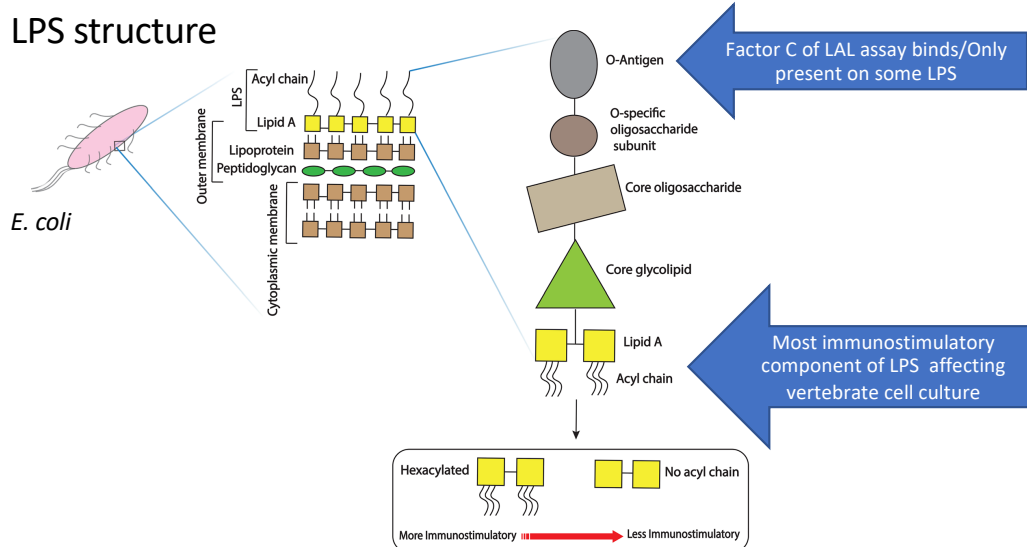 LPS structure
E. coli
LPS
Acyl chain
Lipid A
Outer membrane
Lipoprotein
Peptidoglycan
Cytoplasmic membrane
O-Antigen
O-specific
oligosaccharide
subunit
Core oligosaccharide
Core glycolipid
Lipid A
Acyl chain
Factor C of LAL assay binds/Only
present on some LPS
Most immunostimulatory
component of LPS affecting
vertebrate cell culture
Hexacylated
No acyl chain
More Immunostimulatory
Less Immunostimulatory